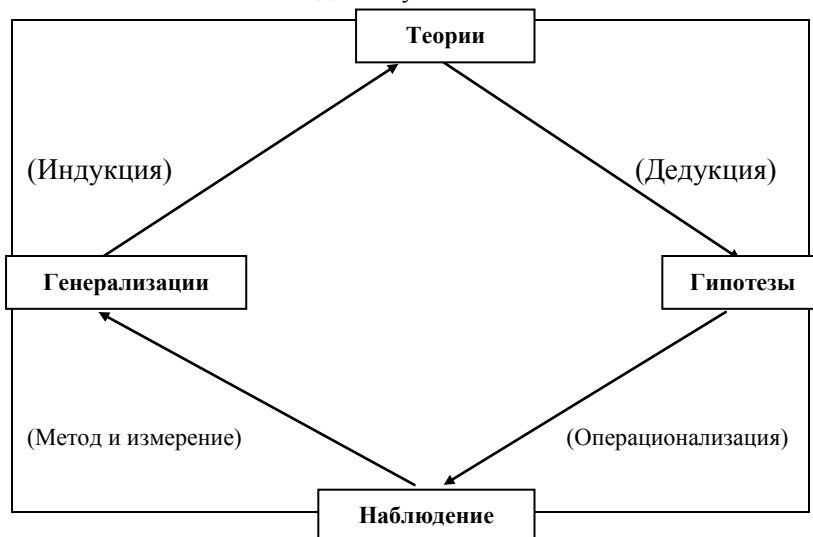 Теории
(Индукция)
(Дедукция)
Генерализации
Гипотезы
(Метод и измерение)
(Операционализация)
Наблюдение